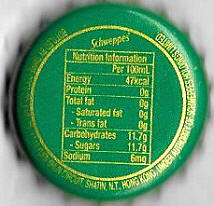 Schweppes
Nutrition Information
Per 100mL
Energy 47kcal
Protein 0g
Total fat 0g
- Saturated fat 0g
- Trans fat 0g
Carbohydrates 11.7g
- Sugars 11.7g
Sodium 6mg
CIRCUIT SHATIN, N.T. HONG KONG